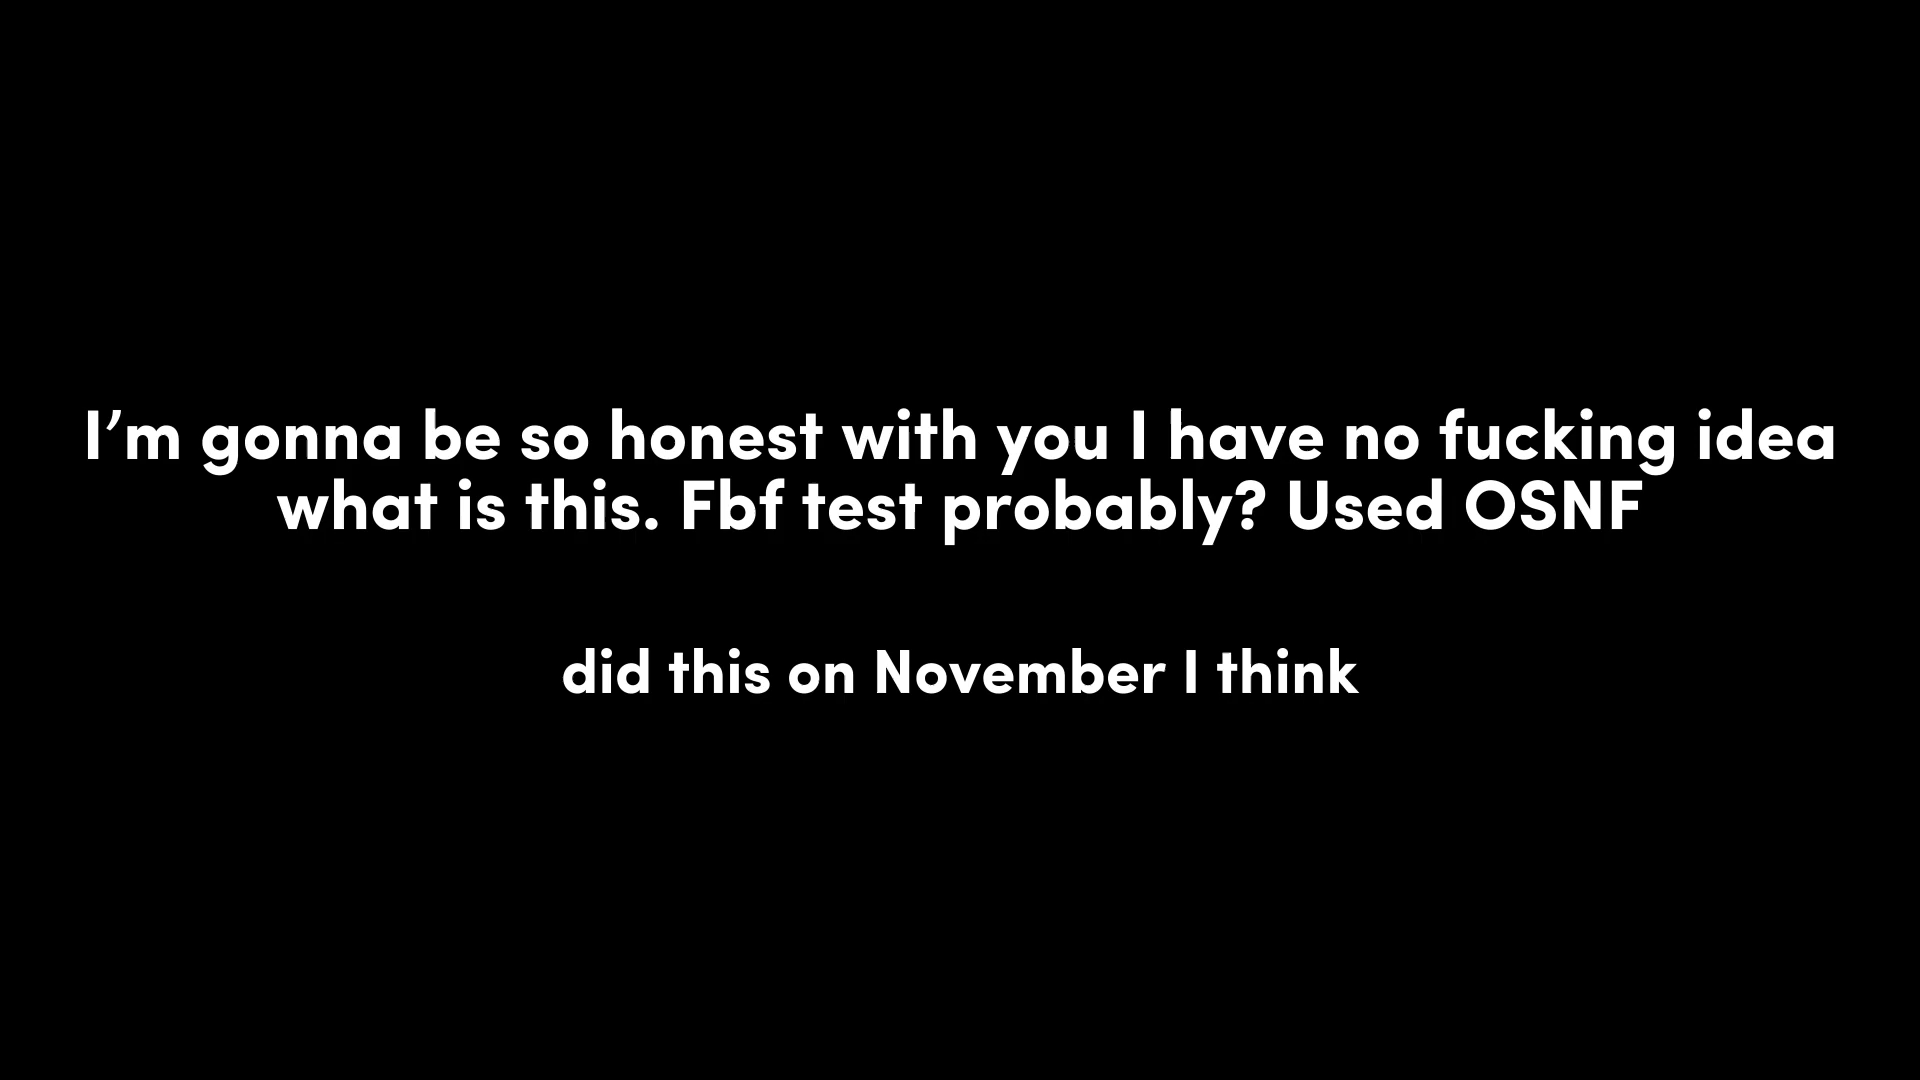 I’m gonna be so honest with you I have no fucking idea
what is this. Fbf test probably? Used OSNF
did this on November I think